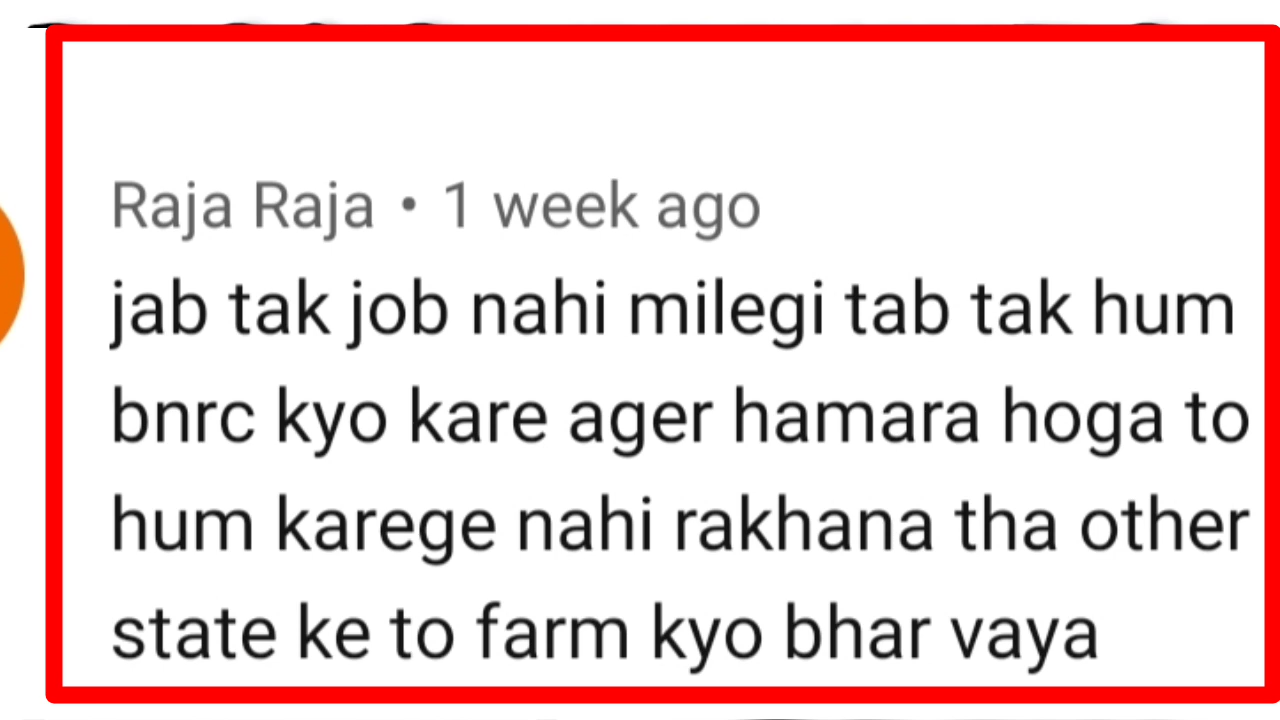 Raja Raja • 1 week ago
jab tak job nahi milegi tab tak hum
bnrc kyo kare ager hamara hoga to
hum karege nahi rakhana tha other
state ke to farm kyo bhar vaya